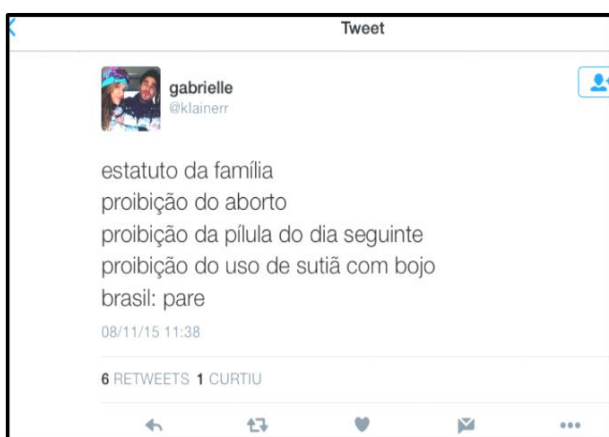 Tweet
gabrielle
@klainerr
estatuto da família
proibição do aborto
proibição da pílula do dia seguinte
proibição do uso de sutiã com bojo
brasil: pare
08/11/15 11:38
6 RETWEETS 1 CURTIU